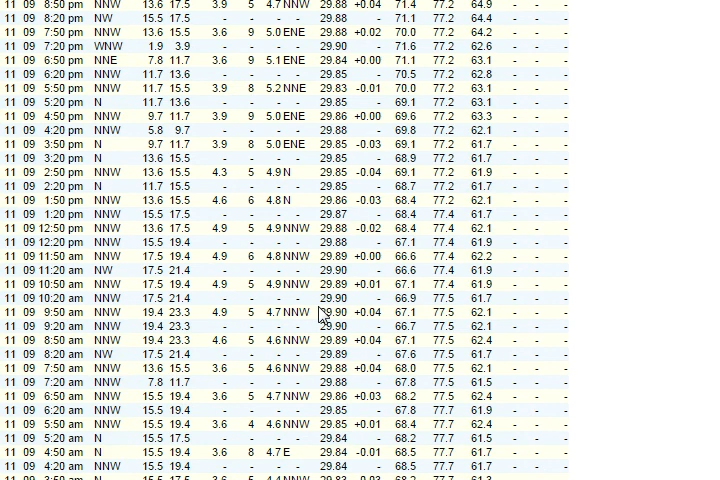 11 09 8:50 pm NNW 13.6 17.5 3.9 5 4.7 NNW 29.88 +0.04 71.4 77.2 64.9 - - -
11 09 8:20 pm NW 15.5 17.5 - - - - 29.88 - 71.1 77.2 64.4 - - -
11 09 7:50 pm NNW 13.6 15.5 3.6 9 5.0 ENE 29.88 +0.02 70.0 77.2 64.2 - - -
11 09 7:20 pm WNW 1.9 3.9 - - - - 29.90 - 71.6 77.2 62.6 - - -
11 09 6:50 pm NNE 7.8 11.7 3.6 9 5.1 ENE 29.84 +0.00 71.1 77.2 63.1 - - -
11 09 6:20 pm NNW 11.7 13.6 - - - - 29.85 - 70.5 77.2 62.8 - - -
11 09 5:50 pm NNW 11.7 15.5 3.9 8 5.2 NNE 29.83 -0.01 70.0 77.2 63.1 - - -
11 09 5:20 pm N 11.7 13.6 - - - - 29.85 - 69.1 77.2 63.1 - - -
11 09 4:50 pm NNW 9.7 11.7 3.9 9 5.0 ENE 29.86 +0.00 69.6 77.2 63.3 - - -
11 09 4:20 pm NNW 5.8 9.7 - - - - 29.88 - 69.8 77.2 62.1 - - -
11 09 3:50 pm N 9.7 11.7 3.9 8 5.0 ENE 29.85 -0.03 69.1 77.2 61.7 - - -
11 09 3:20 pm N 13.6 15.5 - - - - 29.85 - 68.9 77.2 61.7 - - -
11 09 2:50 pm NNW 13.6 15.5 4.3 5 4.9 N 29.85 -0.04 69.1 77.2 61.9 - - -
11 09 2:20 pm N 11.7 15.5 - - - - 29.85 - 68.7 77.2 61.7 - - -
11 09 1:50 pm NNW 13.6 15.5 4.6 6 4.8 N 29.86 -0.03 68.4 77.2 62.1 - - -
11 09 1:20 pm NNW 15.5 17.5 - - - - 29.87 - 68.4 77.4 61.7 - - -
11 09 12:50 pm NNW 13.6 17.5 4.9 5 4.9 NNW 29.88 -0.02 68.4 77.4 62.1 - - -
11 09 12:20 pm NNW 15.5 19.4 - - - - 29.88 - 67.1 77.4 61.9 - - -
11 09 11:50 am NNW 15.5 19.4 4.9 6 4.8 NNW 29.89 +0.00 66.6 77.4 62.2 - - -
11 09 11:20 am NW 17.5 21.4 - - - - 29.90 - 66.6 77.4 61.9 - - -
11 09 10:50 am NNW 17.5 19.4 4.9 5 4.9 NNW 29.89 +0.01 67.1 77.4 61.9 - - -
11 09 10:20 am NNW 17.5 21.4 - - - - 29.90 - 66.9 77.5 61.7 - - -
11 09 9:50 am NNW 19.4 23.3 4.9 5 4.7 NNW 29.90 +0.04 67.1 77.5 62.1 - - -
11 09 9:20 am NNW 19.4 23.3 - - - - 29.90 - 66.7 77.5 62.1 - - -
11 09 8:50 am NNW 19.4 23.3 4.6 5 4.6 NNW 29.89 +0.04 67.1 77.5 62.4 - - -
11 09 8:20 am NW 17.5 21.4 - - - - 29.89 - 67.6 77.5 61.7 - - -
11 09 7:50 am NNW 13.6 15.5 3.6 5 4.6 NNW 29.88 +0.04 68.0 77.5 62.1 - - -
11 09 7:20 am NNW 7.8 11.7 - - - - 29.88 - 67.8 77.5 61.5 - - -
11 09 6:50 am NNW 15.5 19.4 3.6 5 4.7 NNW 29.86 +0.03 68.2 77.5 62.4 - - -
11 09 6:20 am NNW 15.5 19.4 - - - - 29.85 - 67.8 77.7 61.9 - - -
11 09 5:50 am NNW 15.5 19.4 3.6 4 4.6 NNW 29.85 +0.01 68.4 77.7 62.4 - - -
11 09 5:20 am N 15.5 17.5 - - - - 29.84 - 68.2 77.7 61.5 - - -
11 09 4:50 am N 15.5 19.4 3.6 8 4.7 E 29.84 -0.01 68.5 77.7 61.7 - - -
11 09 4:20 am NNW 15.5 19.4 - - - - 29.84 - 68.5 77.7 61.7 - - -
11 09 3:50 am N 15.5 17.5 3.6 5 4.4 NNW 29.83 -0.03 68.2 77.7 61.3 - - -